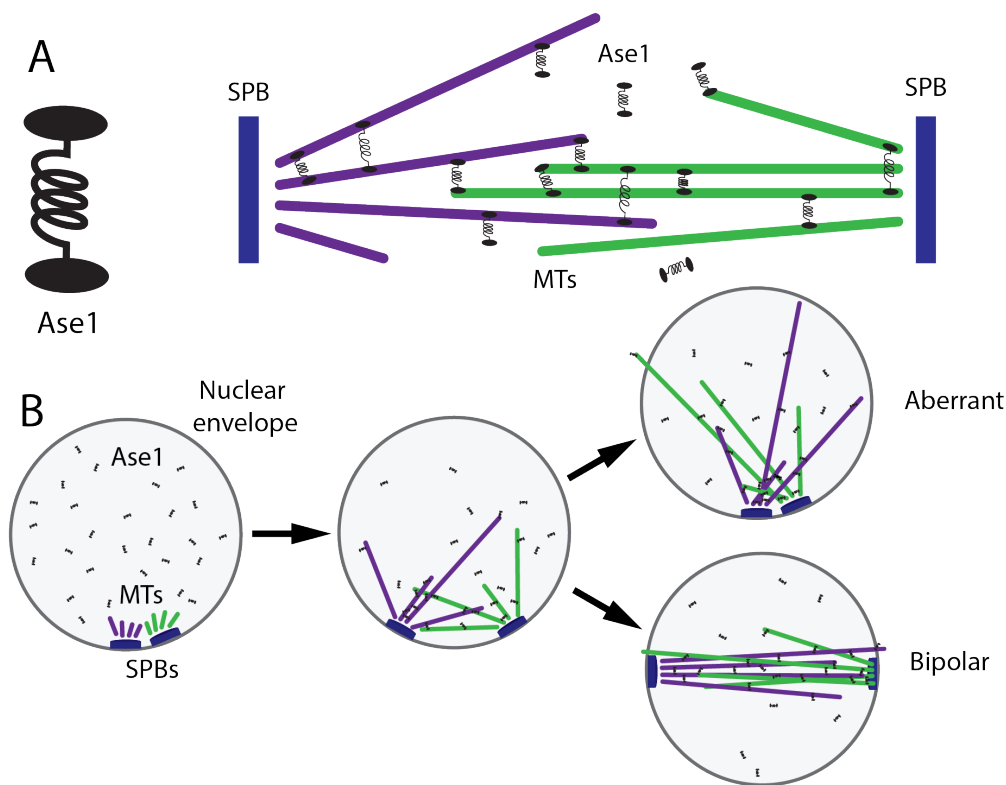 A
Ase1
SPB
Ase1
SPB
MTs
B
Nuclear
envelope
Ase1
MTs
SPBs
Aberrant
Bipolar